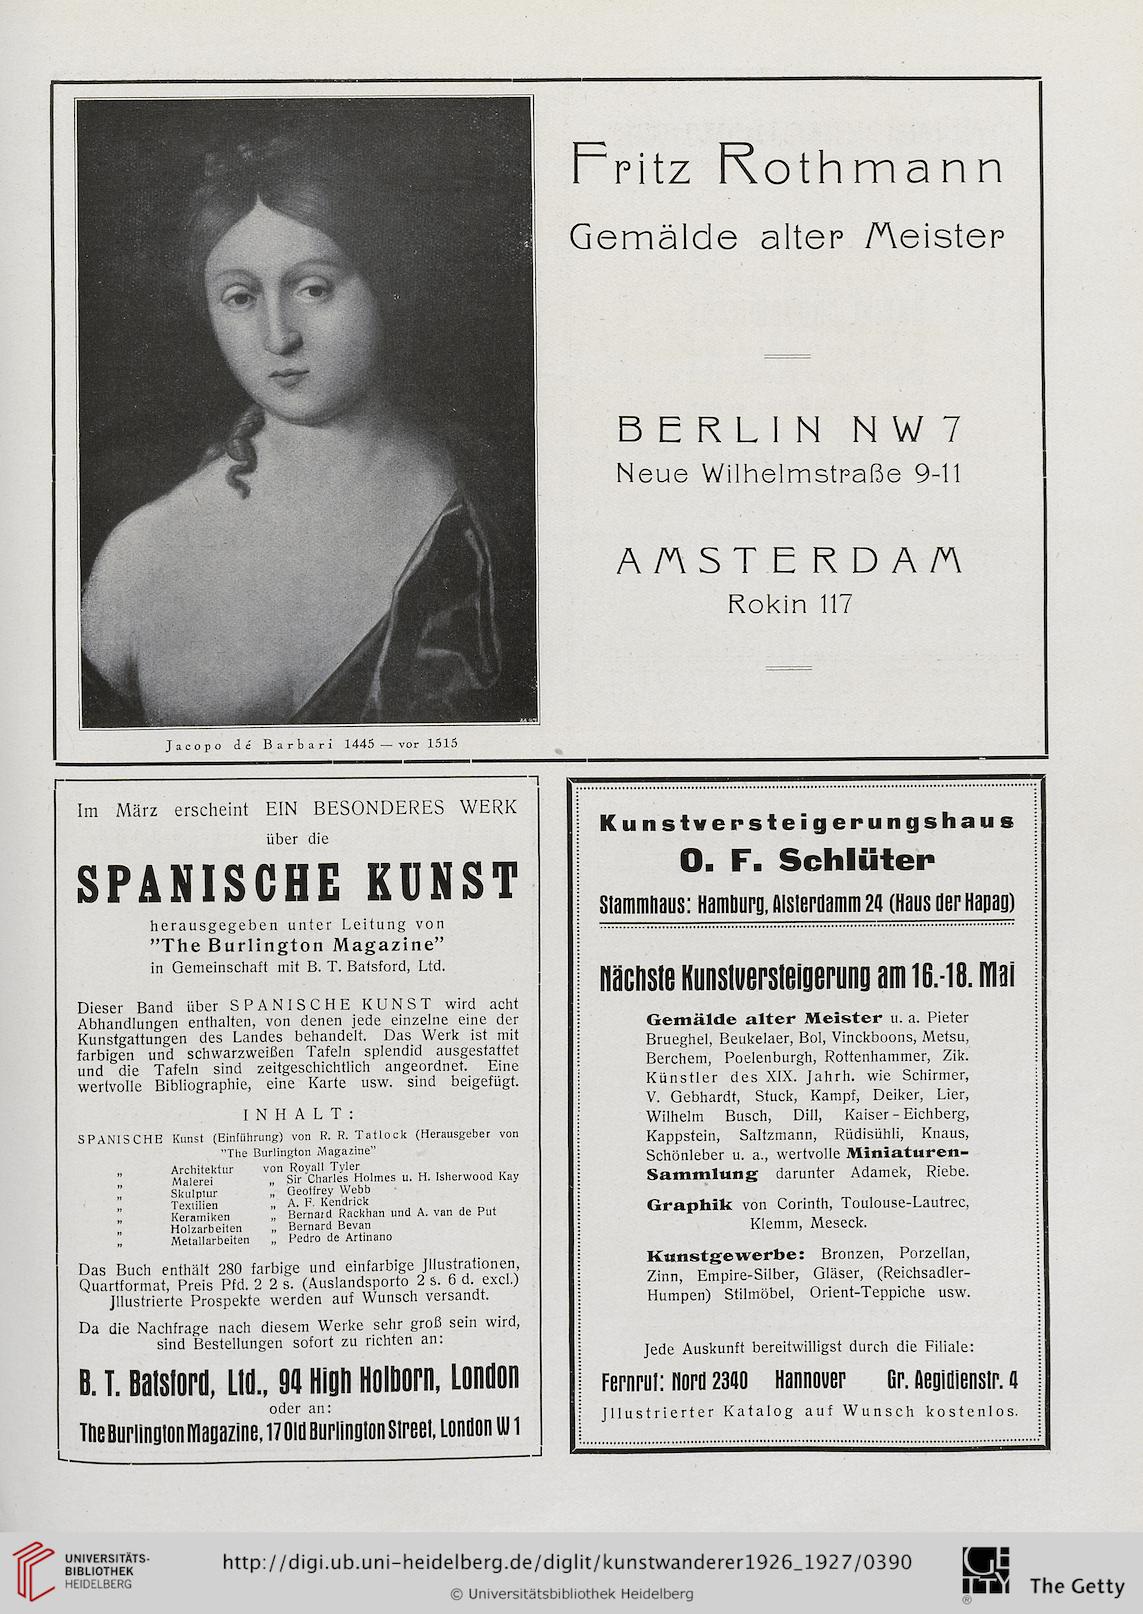 Fritz Rothmann
Gemälde alter Meister
BERLIN NW 7
Neue Wilhelmstraße 9-11
AMSTERDAM
Rokin 117
Jacopo dé Barbari 1445 — vor 1515
Im März erscheint EIN BESONDERES WERK
über die
SPANISCHE KUNST
herausgegeben unter Leitung von
”The Burlington Magazine”
in Gemeinschaft mit B. T. Batsford, Ltd.
Dieser Band über SPANISCHE KUNST wird acht
Abhandlungen enthalten, von denen jede einzelne eine der
Kunstgattungen des Landes behandelt. Das Werk ist mit
farbigen und schwarzweißen Tafeln splendid ausgestattet
und die Tafeln sind zeitgeschichtlich angeordnet. Eine
wertvolle Bibliographie, eine Karte usw. sind beigefügt.
INHALT:
SPANISCHE Kunst (Einführung) von R. R. Tatlock (Herausgeber von
"The Burlington Magazine"
„ Architektur von Royall Tyler
„ Malerei „ Sir Charles Holmes u. H. Isherwood Kay
„ Skulptur „ Geoffrey Webb
„ Textilien „ A. F. Kendrick
„ Keramiken „ Bernard Rackhan und A. van de Put
„ Holzarbeiten „ Bernard Bevan
„ Metallarbeiten „ Pedro de Artinano
Das Buch enthält 280 farbige und einfarbige Jllustrationen,
Quartformat, Preis Pfd. 2 2 s. (Auslandsporto 2 s. 6 d. excl.)
Jllustrierte Prospekte werden auf Wunsch versandt.
Da die Nachfrage nach diesem Werke sehr groß sein wird,
sind Bestellungen sofort zu richten an:
B. T. Batsford, Ltd., 94 High Holborn, London
oder an:
The Burlington Magazine, 17 Old Burlington Street, London W 1
Kunstversteigerungshaus
O. F. Schlüter
Stammhaus: Hamburg, Alsterdamm 24 (Haus der Hapag)
Nächste Kunstversteigerung am 16.-18. Mai
Gemälde alter Meister u. a. Pieter
Brueghel, Beukelaer, Bol, Vinckboons, Metsu,
Berchem, Poelenburgh, Rottenhammer, Zik.
Künstler des XIX. Jahrh. wie Schirmer,
V. Gebhardt, Stuck, Kampf, Deiker, Lier,
Wilhelm Busch, Dill, Kaiser-Eichberg,
Kappstein, Saltzmann, Rüdisühli, Knaus,
Schönleber u. a., wertvolle Miniaturen-
Sammlung darunter Adamek, Riebe.
Graphik von Corinth, Toulouse-Lautrec,
Klemm, Meseck.
Kunstgewerbe: Bronzen, Porzellan,
Zinn, Empire-Silber, Gläser, (Reichsadler-
Humpen) Stilmöbel, Orient-Teppiche usw.
Jede Auskunft bereitwilligst durch die Filiale:
Fernruf: Nord 2340 Hannover Gr. Aegidienstr. 4
Jllustrierter Katalog auf Wunsch kostenlos.
UNIVERSITÄTS-
BIBLIOTHEK
HEIDELBERG
http://digi.ub.uni-heidelberg.de/diglit/kunstwanderer1926_1927/0390
© Universitätsbibliothek Heidelberg
GETTY
®
The Getty